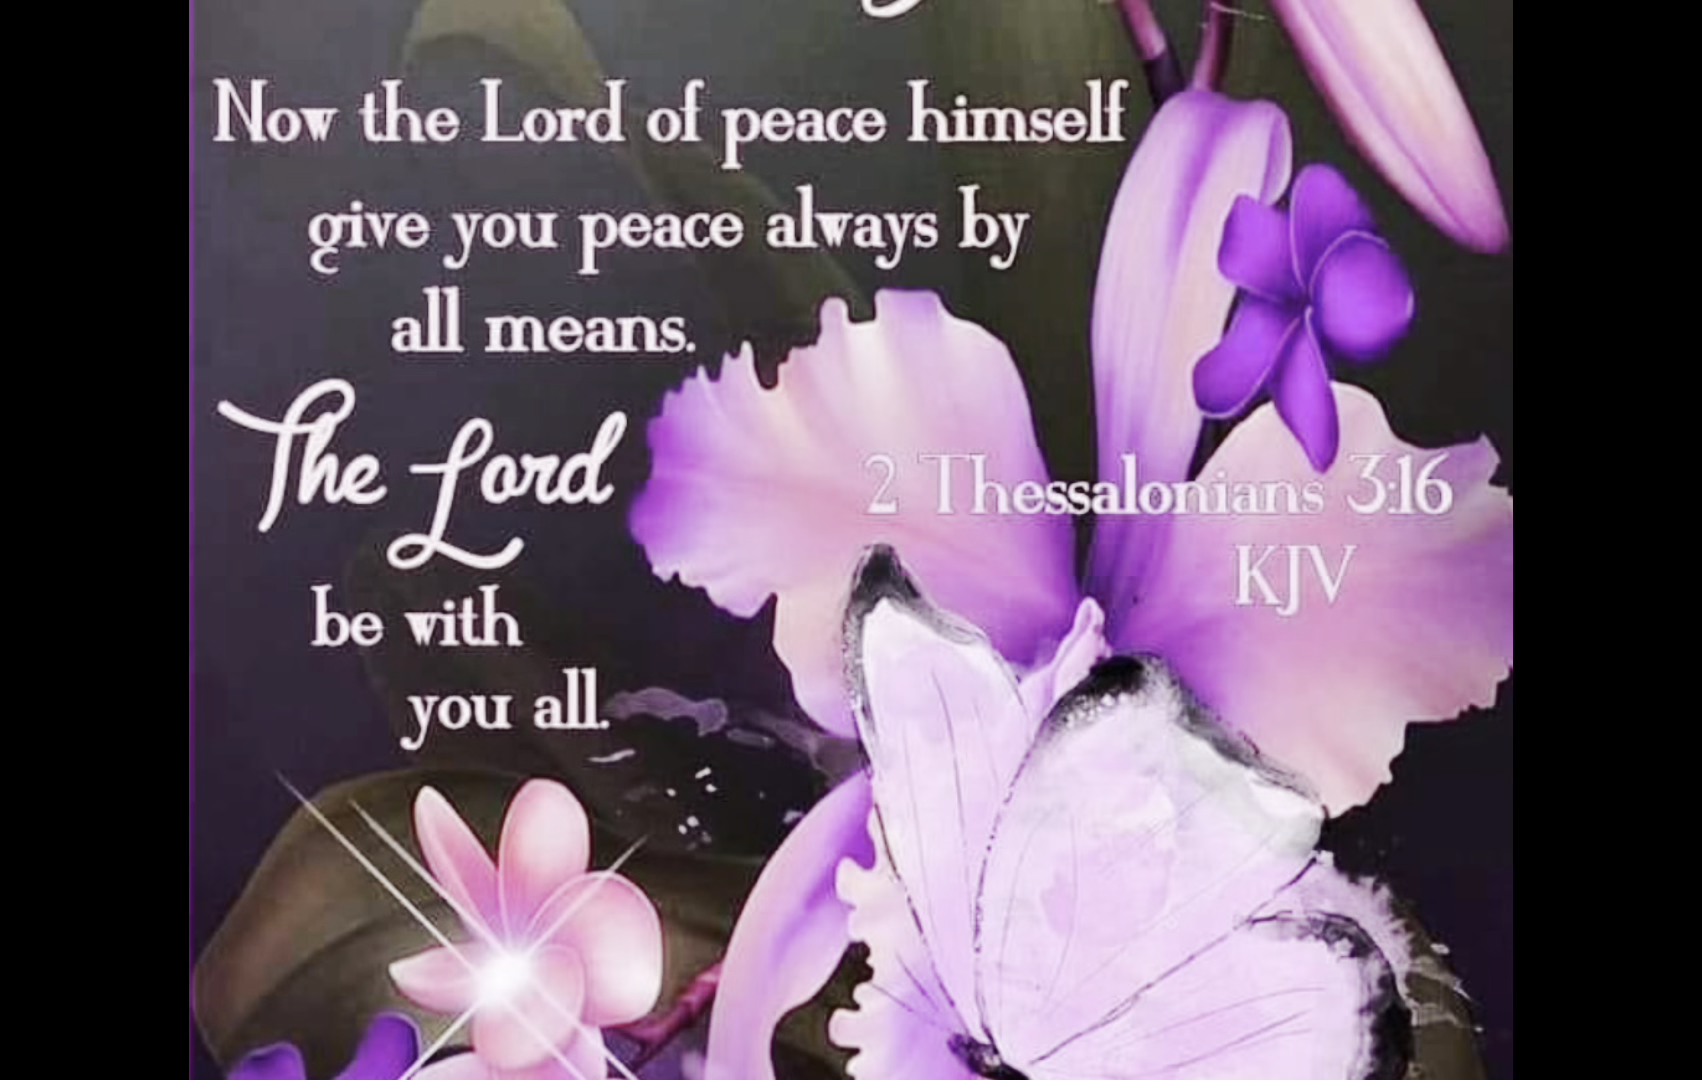 Now the Lord of peace himself
give you peace always by
all means.
The Lord
be with
you all.
2 Thessalonians 3:16
KJV